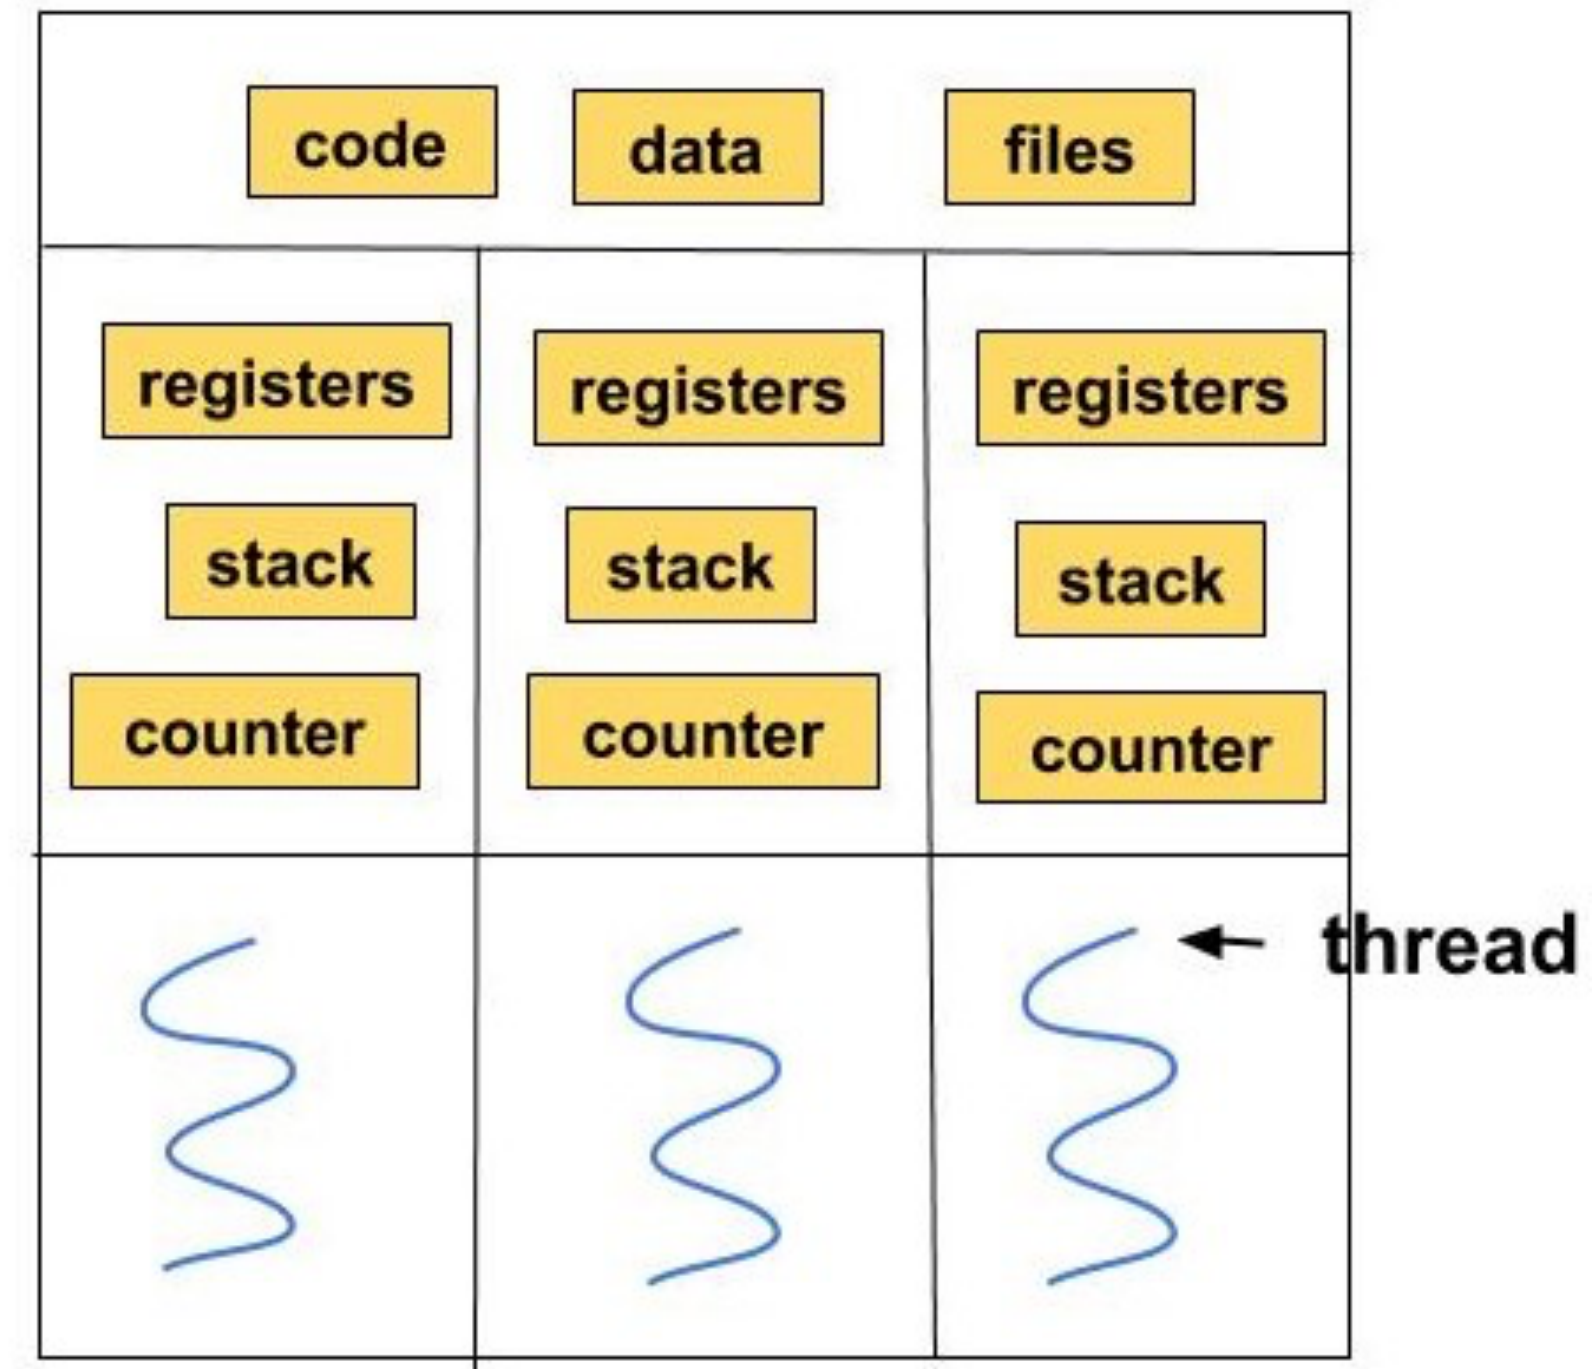 code data files
registers registers registers
stack stack stack
counter counter counter
thread